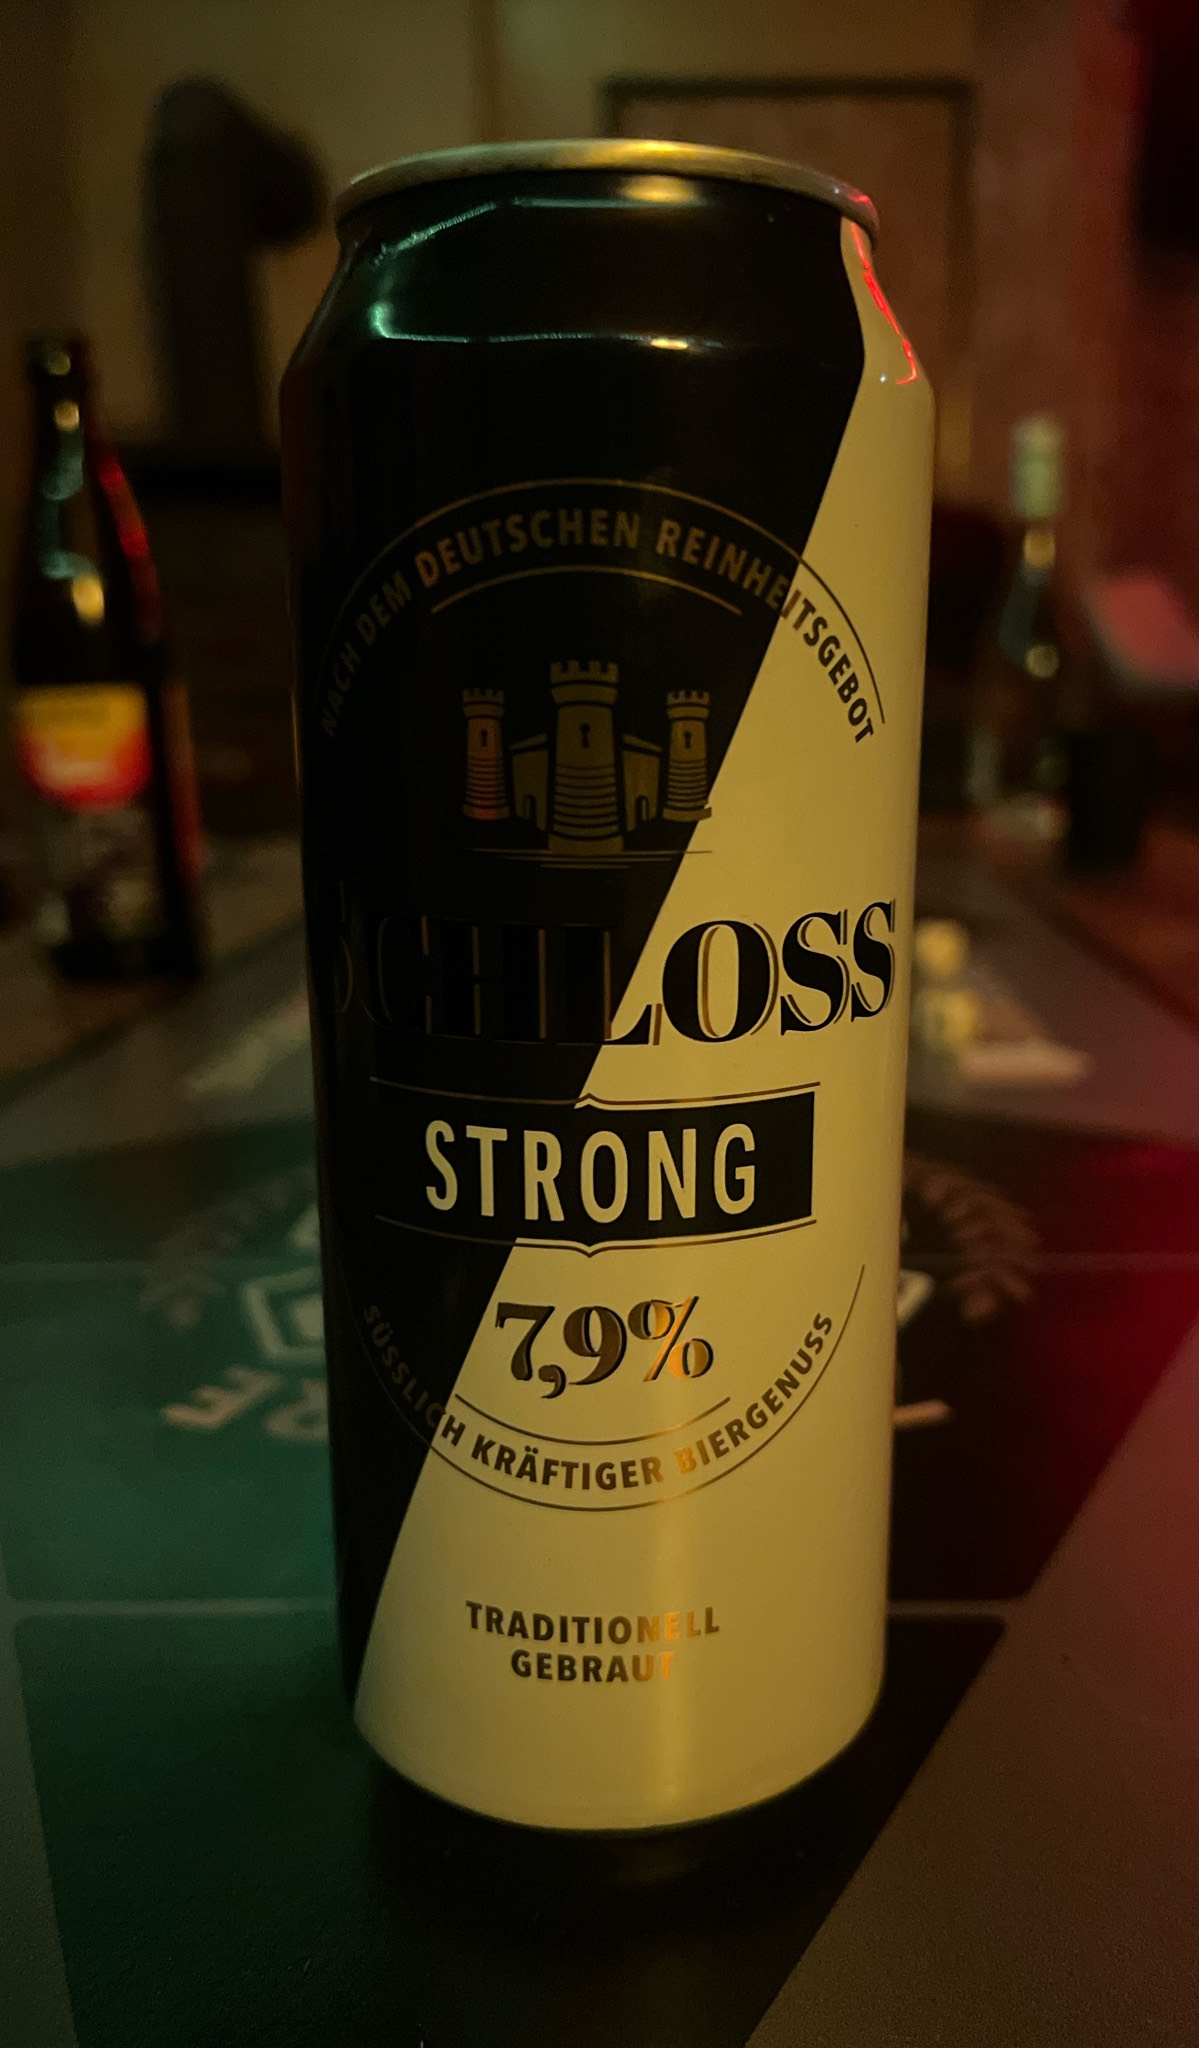 NACH DEM DEUTSCHEN REINHEITSGEBOT
SCHLOSS
STRONG
7,9%
SÜSSLICH KRÄFTIGER BIERGENUSS
TRADITIONELL
GEBRAUT